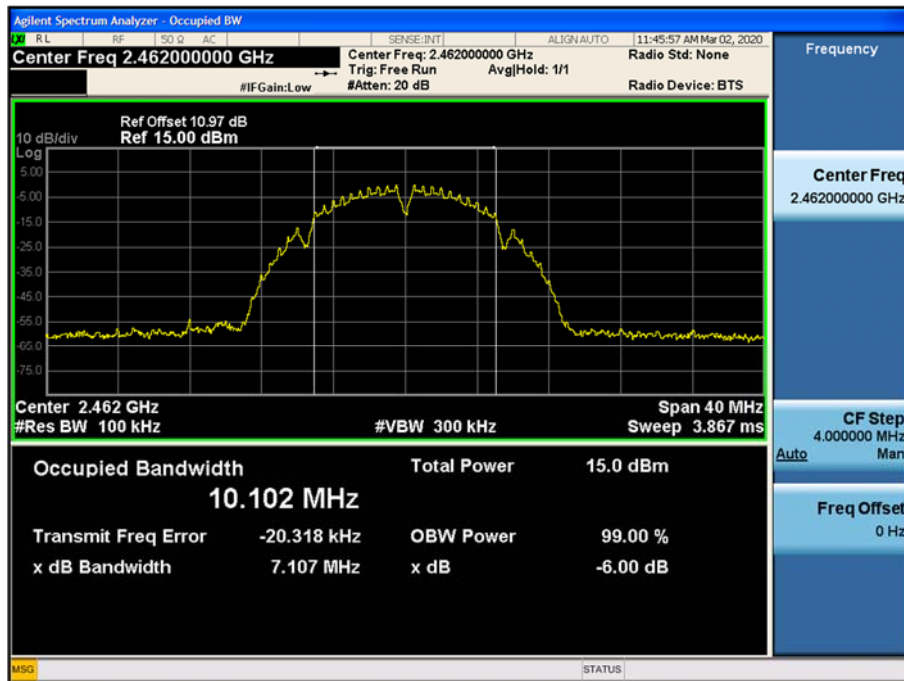 Agilent Spectrum Analyzer - Occupied BW
LXI RL RF 50 Ω AC SENSE:INT ALIGN AUTO 11:45:57 AM Mar 02, 2020
Center Freq 2.462000000 GHz
Center Freq: 2.462000000 GHz
Radio Std: None
Trig: Free Run
Avg|Hold: 1/1
#IFGain:Low
#Atten: 20 dB
Radio Device: BTS
Frequency
Ref Offset 10.97 dB
10 dB/div
Ref 15.00 dBm
Log
5.00
-5.00
-15.0
-25.0
-35.0
-45.0
-55.0
-65.0
-75.0
Center 2.462 GHz
Span 40 MHz
#Res BW 100 kHz
#VBW 300 kHz
Sweep 3.867 ms
Occupied Bandwidth
10.102 MHz
Total Power 15.0 dBm
Transmit Freq Error -20.318 kHz
OBW Power 99.00 %
x dB Bandwidth 7.107 MHz
x dB -6.00 dB
Center Freq
2.462000000 GHz
CF Step
4.000000 MHz
Auto Man
Freq Offset
0 Hz
MSG
STATUS